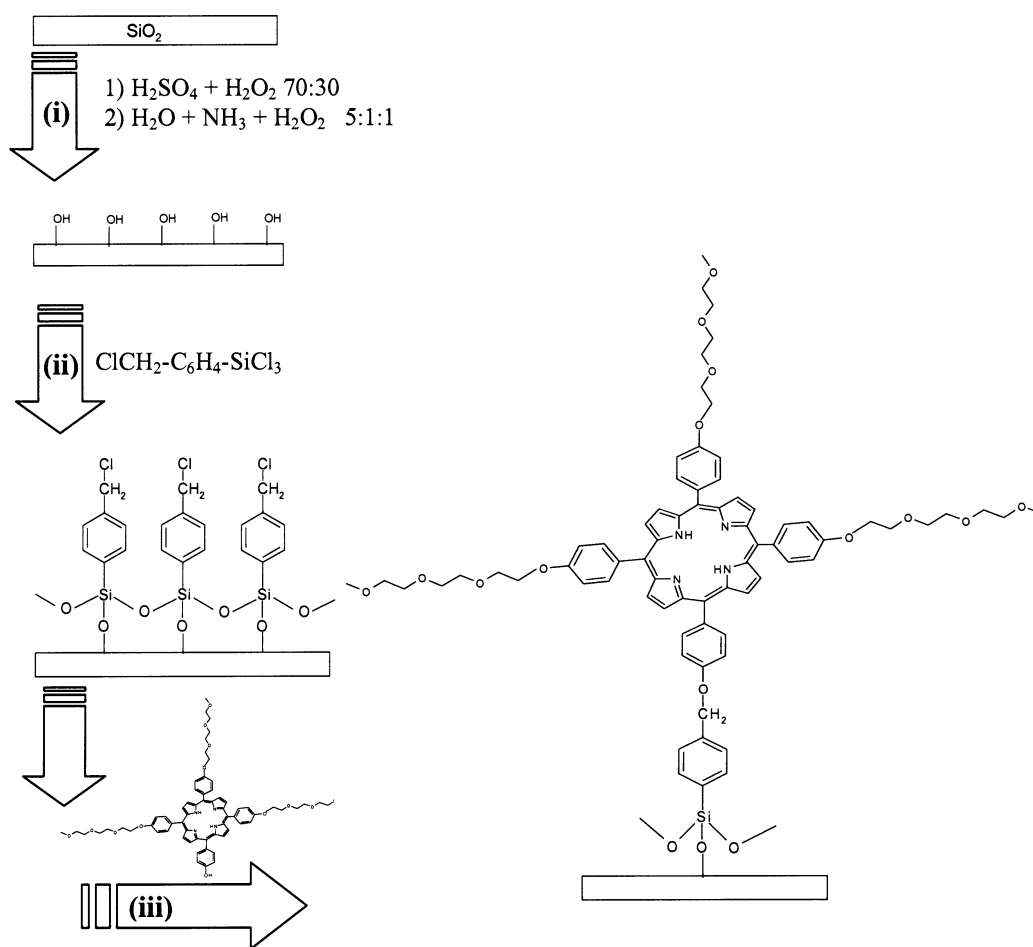 SiO2
(i)
1) H2SO4 + H2O2 70:30
2) H2O + NH3 + H2O2 5:1:1
OH OH OH OH OH
(ii) ClCH2-C6H4-SiCl3
Cl Cl Cl
CH2 CH2 CH2
Si Si Si
O O O O
O O O
(iii)
O
O
O
O
NH N
N HN
O O O O
O O O O
O
CH2
Si
O O O
OH